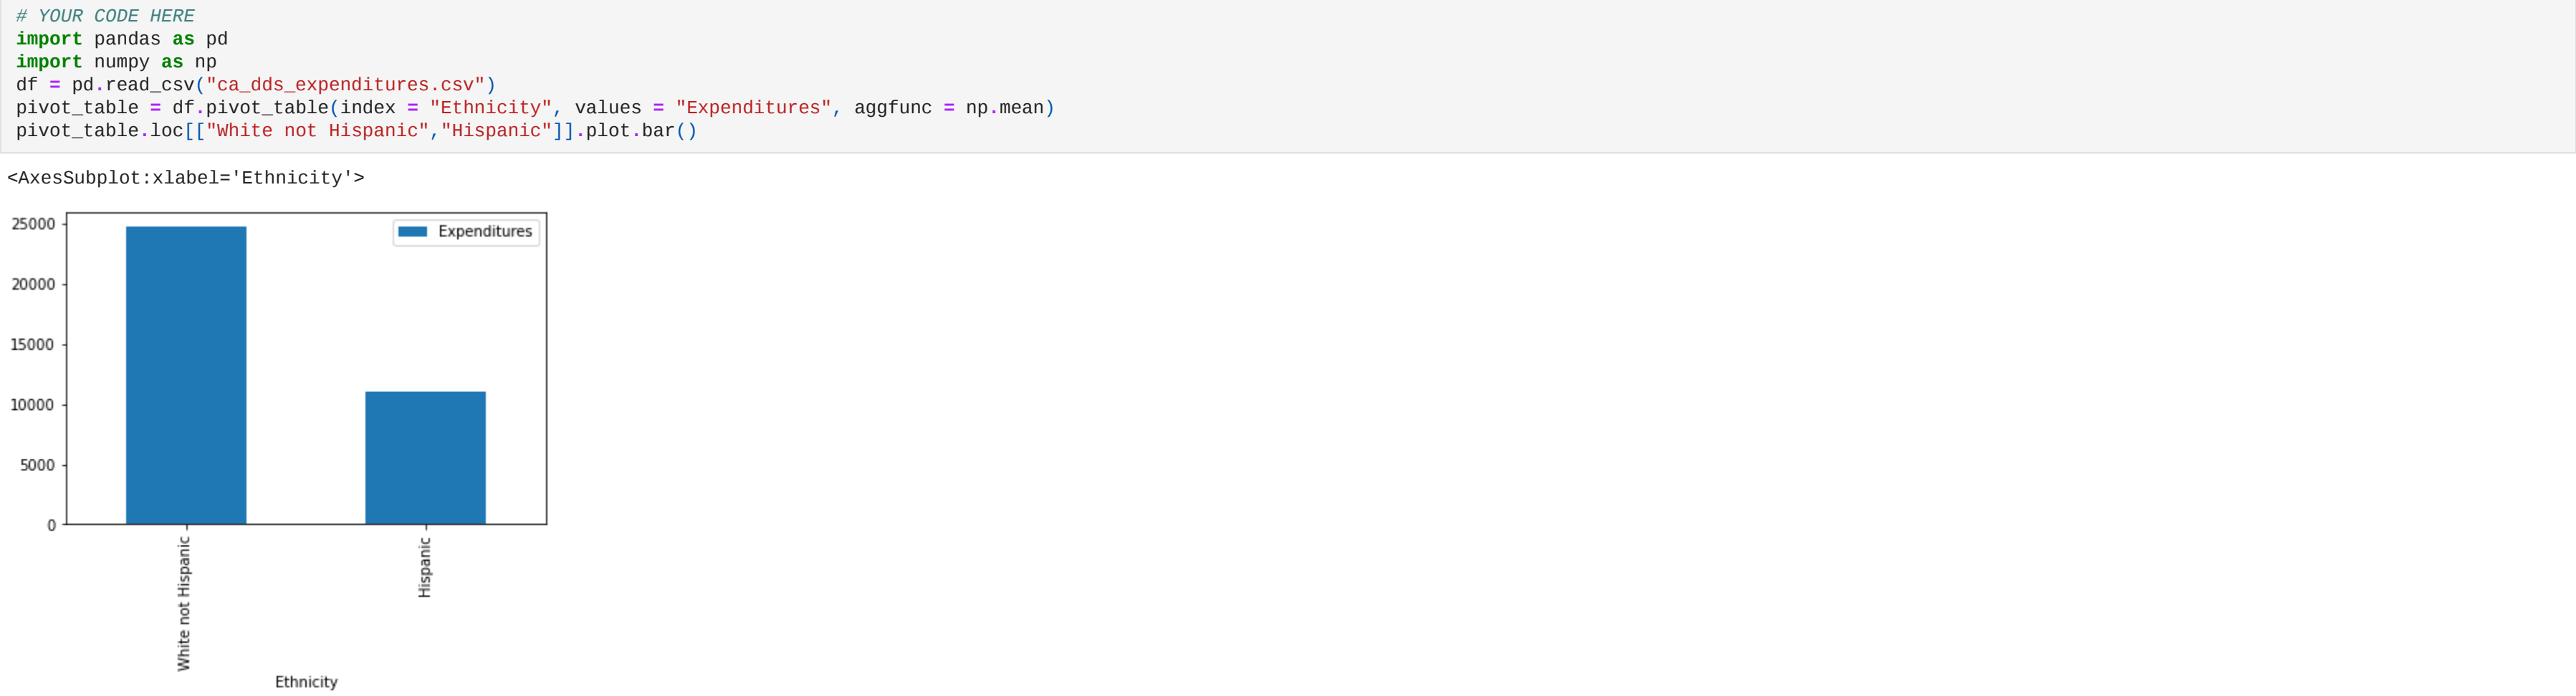 # YOUR CODE HERE
import pandas as pd
import numpy as np
df = pd.read_csv("ca_dds_expenditures.csv")
pivot_table = df.pivot_table(index = "Ethnicity", values = "Expenditures", aggfunc = np.mean)
pivot_table.loc[["White not Hispanic","Hispanic"]].plot.bar()
<AxesSubplot:xlabel='Ethnicity'>
Expenditures
25000
20000
15000
10000
5000
0
White not Hispanic
Hispanic
Ethnicity